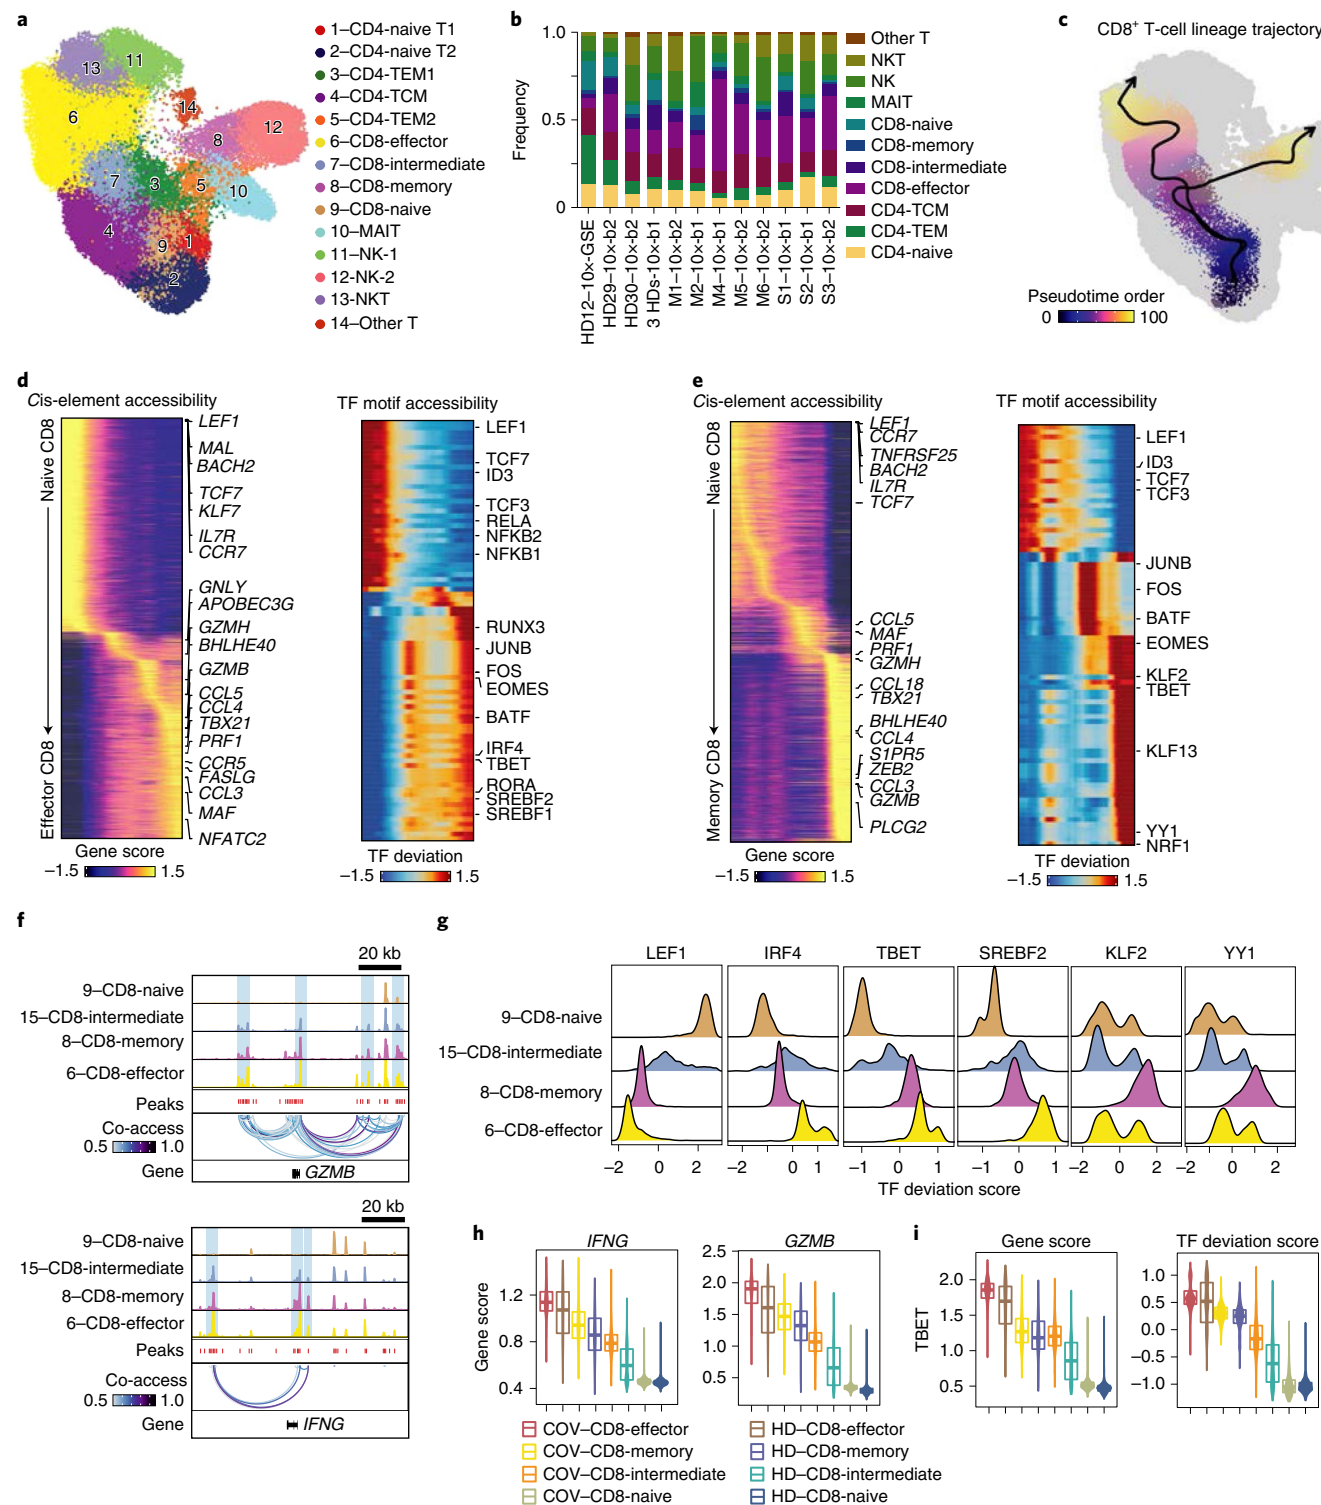 a
1–CD4-naive T1
2–CD4-naive T2
3–CD4-TEM1
4–CD4-TCM
5–CD4-TEM2
6–CD8-effector
7–CD8-intermediate
8–CD8-memory
9–CD8-naive
10–MAIT
11–NK-1
12-NK-2
13-NKT
14–Other T
13
11
6
14
12
8
7
3
5
10
4
9
1
2
b
Frequency
1.0
0.5
0
HD12–10x-GSE
HD29–10x-b2
HD30–10x-b2
3 HDs-10x-b1
M1–10x-b2
M2–10x-b1
M4–10x-b1
M5–10x-b2
M6–10x-b2
S1–10x-b1
S2–10x-b1
S3–10x-b2
Other T
NKT
NK
MAIT
CD8-naive
CD8-memory
CD8-intermediate
CD8-effector
CD4-TCM
CD4-TEM
CD4-naive
c
CD8⁺ T-cell lineage trajectory
Pseudotime order
0 100
d
Cis-element accessibility
Naive CD8
Effector CD8
LEF1
MAL
BACH2
TCF7
KLF7
IL7R
CCR7
GNLY
APOBEC3G
GZMH
BHLHE40
GZMB
CCL5
CCL4
TBX21
PRF1
CCR5
FASLG
CCL3
MAF
NFATC2
Gene score
–1.5 1.5
TF motif accessibility
LEF1
TCF7
ID3
TCF3
RELA
NFKB2
NFKB1
RUNX3
JUNB
FOS
EOMES
BATF
IRF4
TBET
RORA
SREBF2
SREBF1
TF deviation
–1.5 1.5
e
Cis-element accessibility
Naive CD8
Memory CD8
LEF1
CCR7
TNFRSF25
BACH2
IL7R
TCF7
CCL5
MAF
PRF1
GZMH
CCL18
TBX21
BHLHE40
CCL4
S1PR5
ZEB2
CCL3
GZMB
PLCG2
Gene score
–1.5 1.5
TF motif accessibility
LEF1
ID3
TCF7
TCF3
JUNB
FOS
BATF
EOMES
KLF2
TBET
KLF13
YY1
NRF1
TF deviation
–1.5 1.5
f
20 kb
9–CD8-naive
15–CD8-intermediate
8–CD8-memory
6–CD8-effector
Peaks
Co-access
0.5 1.0
Gene
GZMB
20 kb
9–CD8-naive
15–CD8-intermediate
8–CD8-memory
6–CD8-effector
Peaks
Co-access
0.5 1.0
Gene
IFNG
g
LEF1 IRF4 TBET SREBF2 KLF2 YY1
9–CD8-naive
15–CD8-intermediate
8–CD8-memory
6–CD8-effector
–2 0 2 –2 0 1 –1 0 1 –1 0 1 –2 0 2 –2 0 2
TF deviation score
h
IFNG
Gene score
1.2
0.8
0.4
GZMB
2.5
2.0
1.5
1.0
0.5
COV–CD8-effector
COV–CD8-memory
COV–CD8-intermediate
COV–CD8-naive
HD–CD8-effector
HD–CD8-memory
HD–CD8-intermediate
HD–CD8-naive
i
Gene score
TBET
2.0
1.5
1.0
0.5
TF deviation score
1.0
0.5
0.0
–0.5
–1.0